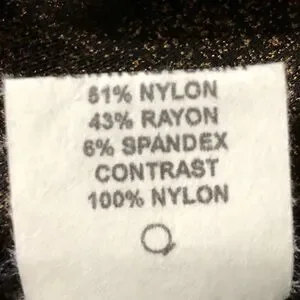 51% NYLON
43% RAYON
6% SPANDEX
CONTRAST
100% NYLON